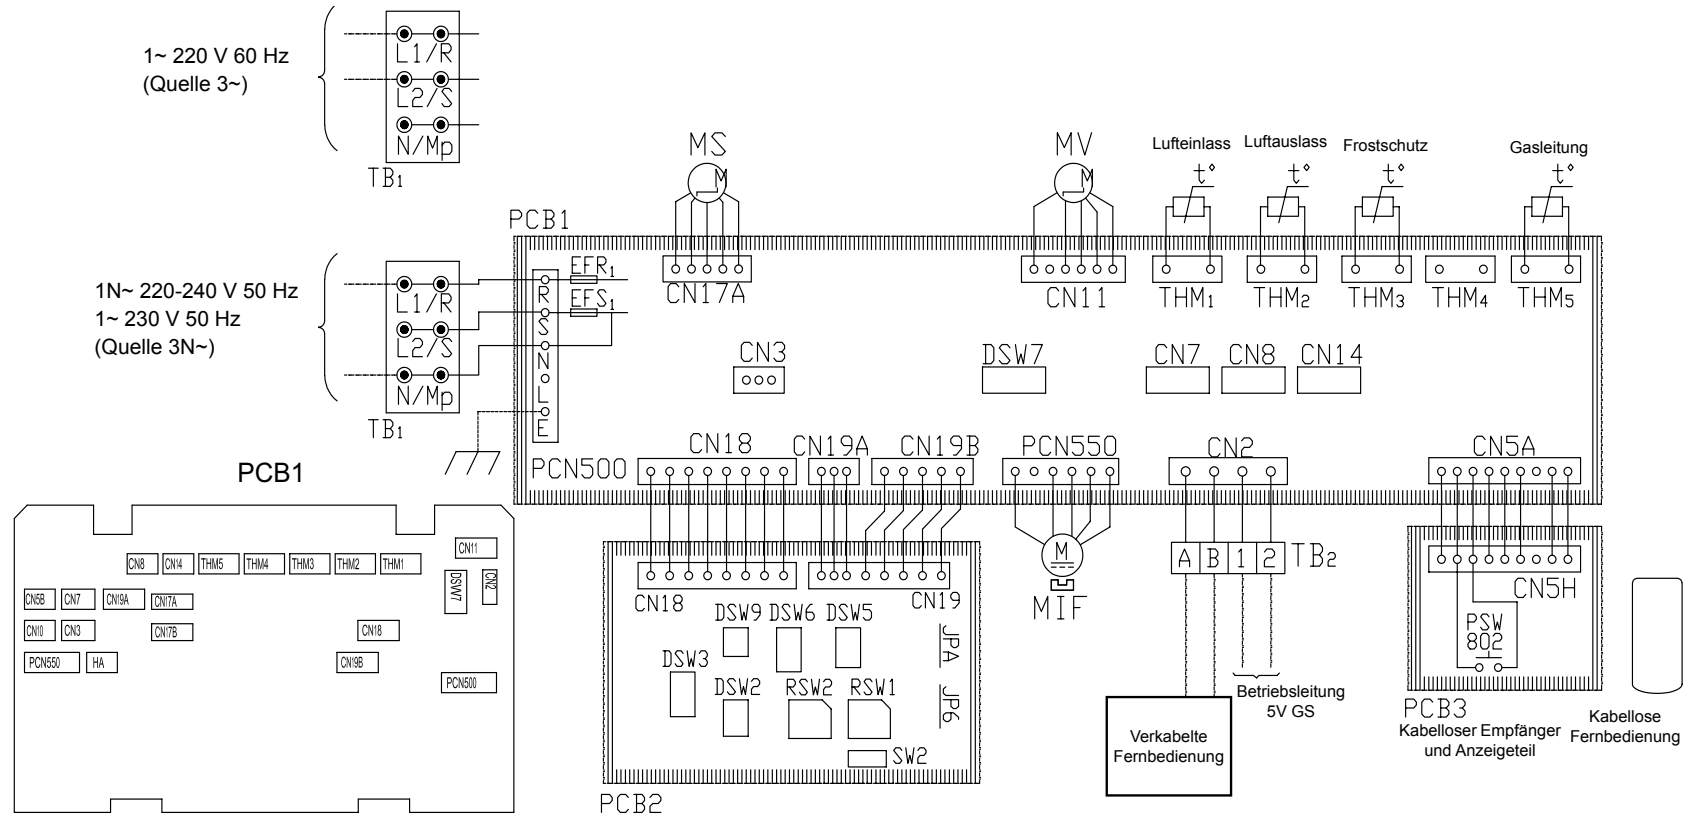 1~ 220 V 60 Hz
(Quelle 3~)
L1/R
L2/S
N/Mp
TB1
1N~ 220-240 V 50 Hz
1~ 230 V 50 Hz
(Quelle 3N~)
L1/R
L2/S
N/Mp
TB1
MS
M
MV
M
Lufteinlass
Luftauslass
Frostschutz
Gasleitung
t°
t°
t°
t°
PCB1
EFR1
EFS1
R
S
N
L
E
CN17A
CN11
THM1
THM2
THM3
THM4
THM5
CN3
DSW7
CN7
CN8
CN14
PCN500
CN18
CN19A
CN19B
PCN550
CN2
CN5A
PCB1
CN11
CN8
CN14
THM5
THM4
THM3
THM2
THM1
DSW7
CN2
CN5B
CN7
CN19A
CN17A
CN10
CN3
CN17B
CN18
PCN550
HA
CN19B
PCN500
CN18
CN19
DSW9
DSW6
DSW5
JPA
DSW3
DSW2
RSW2
RSW1
JP6
SW2
PCB2
M
MIF
A
B
1
2
TB2
Verkabelte
Fernbedienung
Betriebsleitung
5V GS
CN5H
PSW
802
PCB3
Kabelloser Empfänger
und Anzeigeteil
Kabellose
Fernbedienung